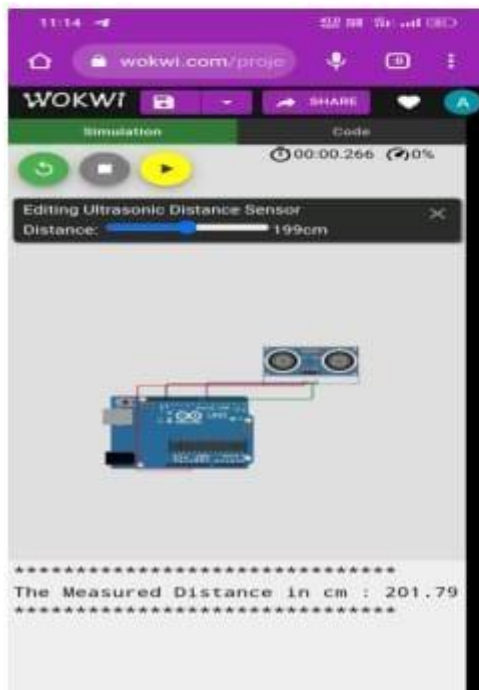 11:14
wokwi.com/proje
WOKWI SHARE A
Simulation Code
00:00.266 0%
Editing Ultrasonic Distance Sensor
Distance: 199cm
********************************
The Measured Distance in cm : 201.79
********************************